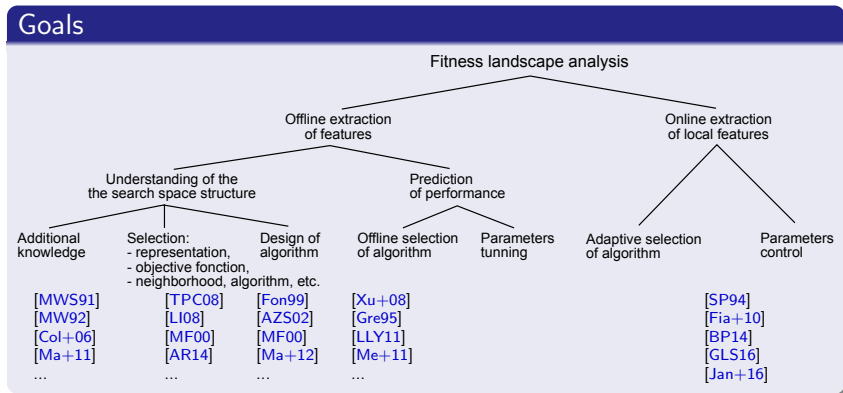 Goals
Fitness landscape analysis
Offline extraction
of features
Online extraction
of local features
Understanding of the
the search space structure
Prediction
of performance
Additional
knowledge
Selection:
- representation,
- objective fonction,
- neighborhood, algorithm, etc.
Design of
algorithm
Offline selection
of algorithm
Parameters
tunning
Adaptive selection
of algorithm
Parameters
control
[MWS91]
[MW92]
[Col+06]
[Ma+11]
...
[TPC08]
[LI08]
[MF00]
[AR14]
...
[Fon99]
[AZS02]
[MF00]
[Ma+12]
...
[Xu+08]
[Gre95]
[LLY11]
[Me+11]
...
[SP94]
[Fia+10]
[BP14]
[GLS16]
[Jan+16]